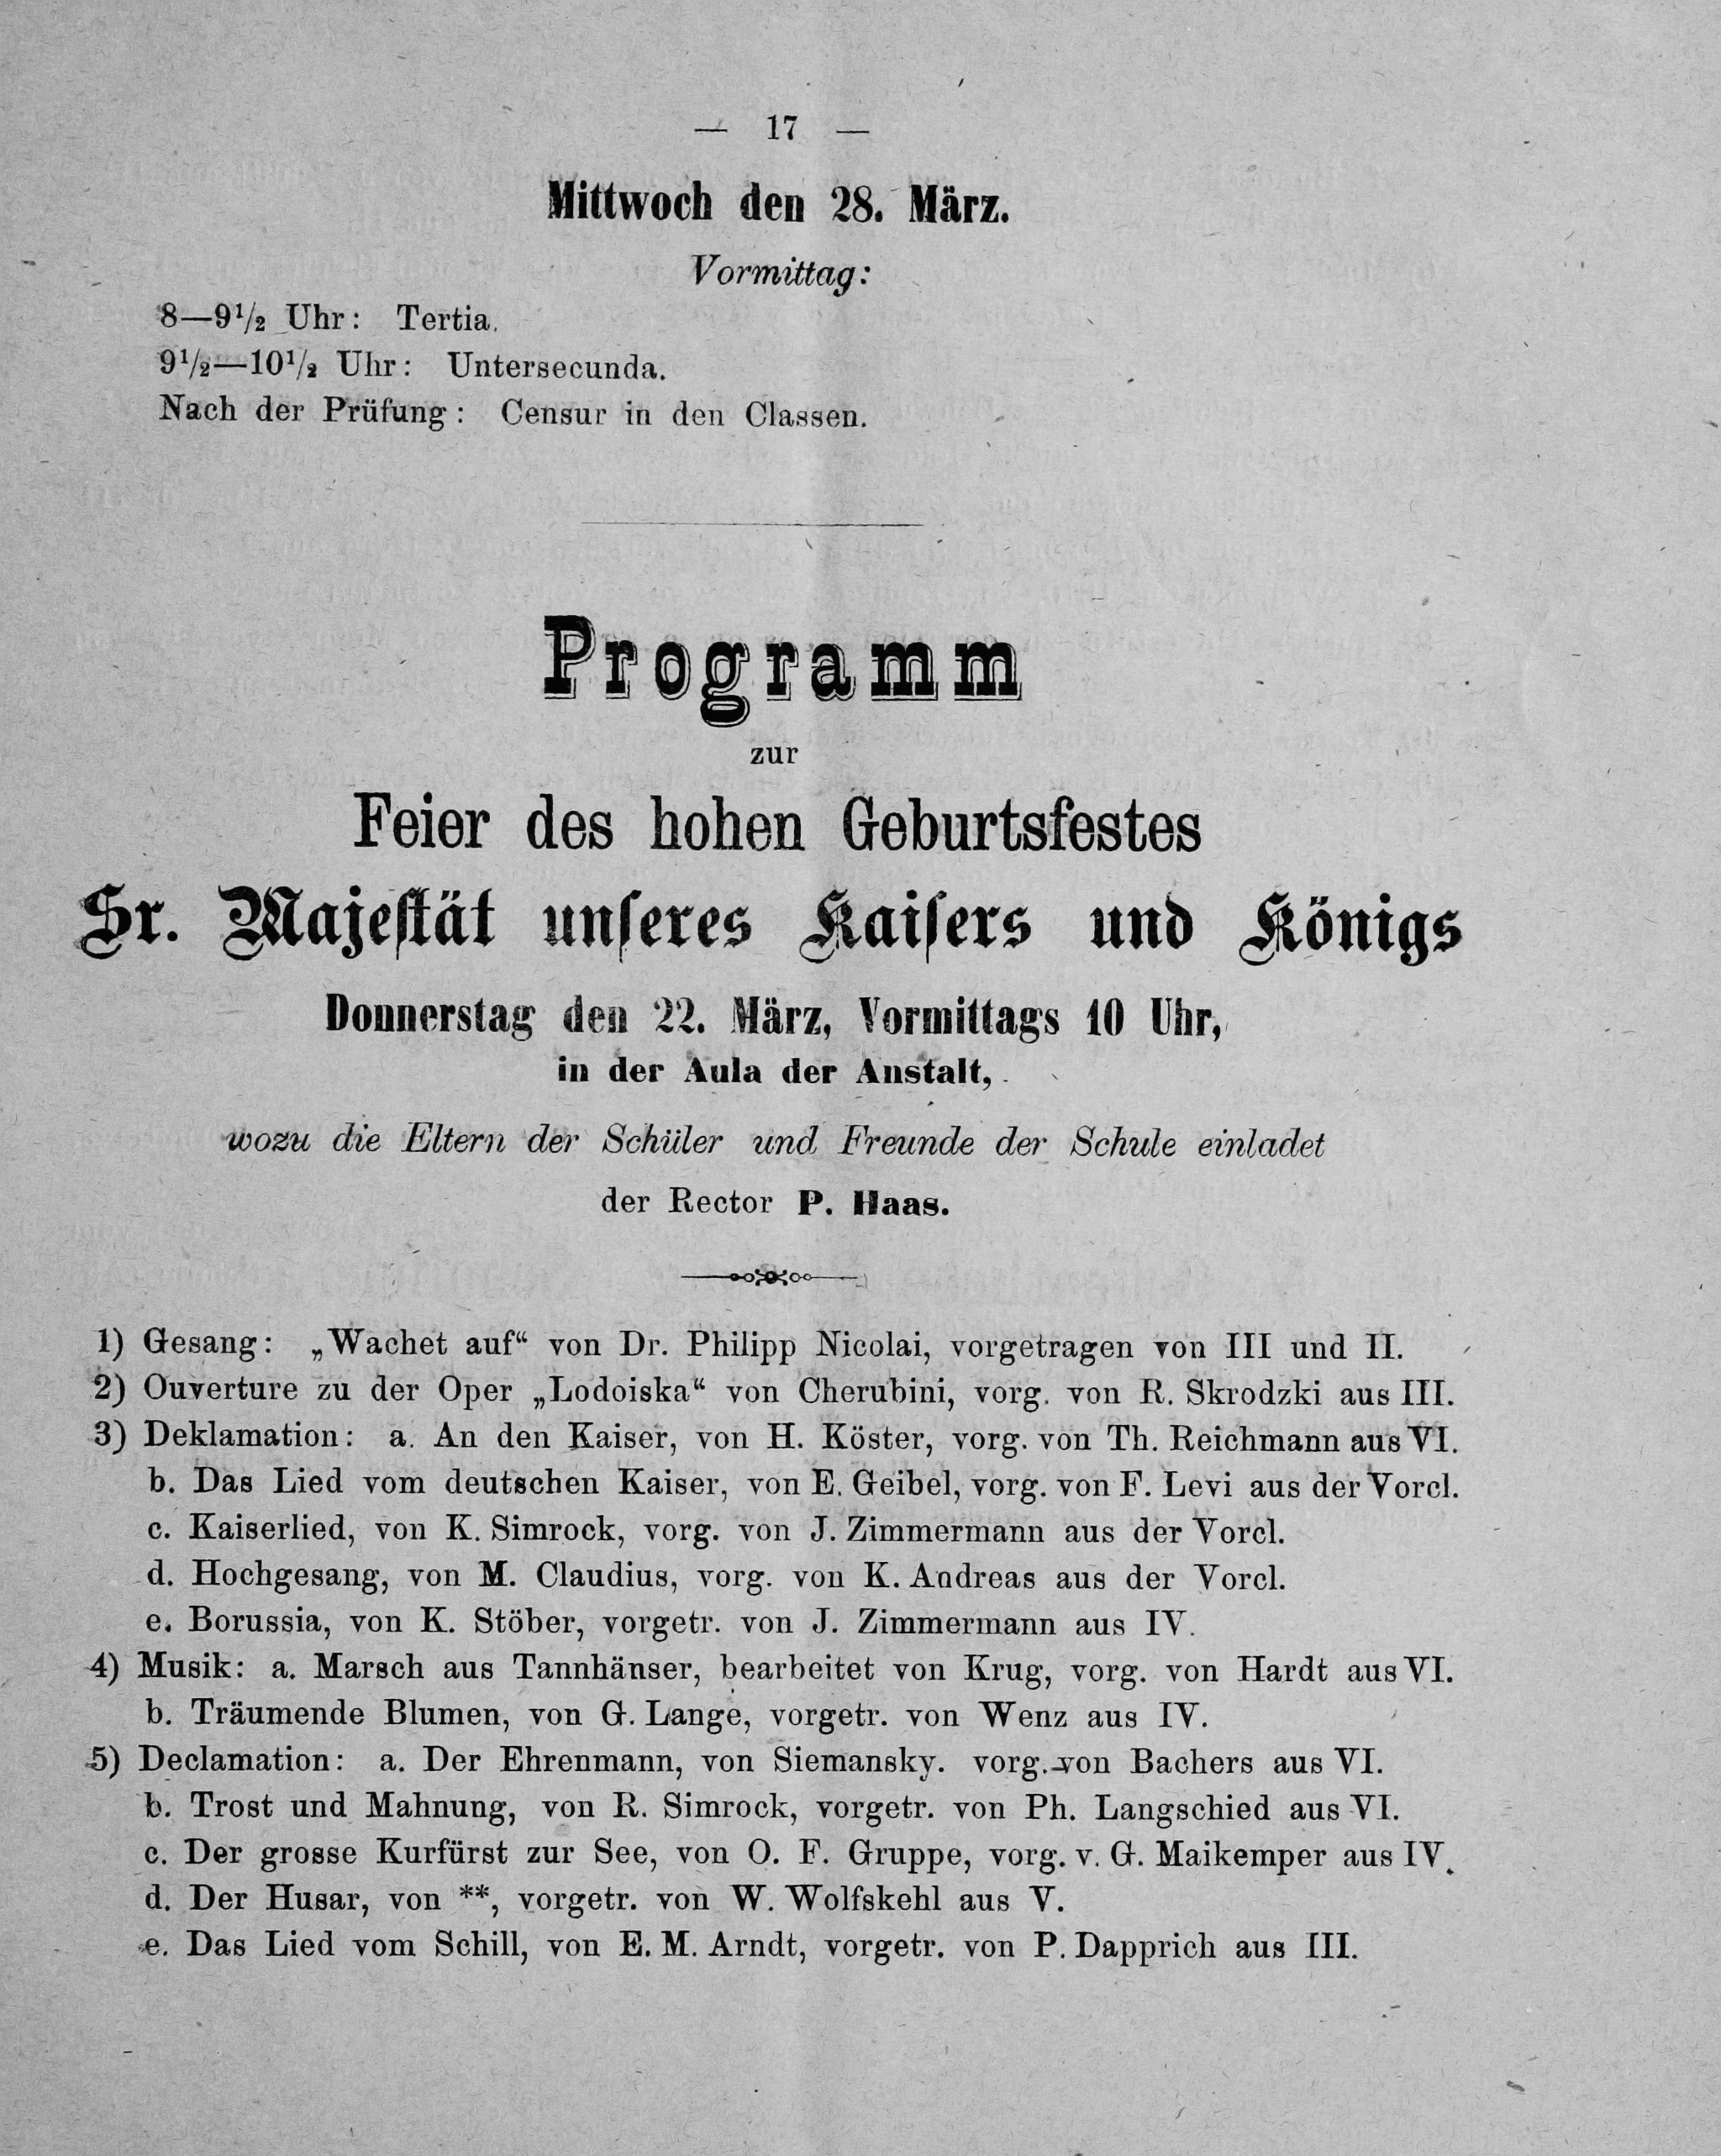 — 17 —
Mittwoch den 28. März.
Vormittag:
8—9¹/₂ Uhr: Tertia.
9¹/₂—10¹/₂ Uhr: Untersecunda.
Nach der Prüfung: Censur in den Classen.
Programm
zur
Feier des hohen Geburtsfestes
Sr. Majestät unseres Kaisers und Königs
Donnerstag den 22. März, Vormittags 10 Uhr,
in der Aula der Anstalt,
wozu die Eltern der Schüler und Freunde der Schule einladet
der Rector P. Haas.
1) Gesang: „Wachet auf“ von Dr. Philipp Nicolai, vorgetragen von III und II.
2) Ouverture zu der Oper „Lodoiska“ von Cherubini, vorg. von R. Skrodzki aus III.
3) Deklamation: a. An den Kaiser, von H. Köster, vorg. von Th. Reichmann aus VI.
b. Das Lied vom deutschen Kaiser, von E. Geibel, vorg. von F. Levi aus der Vorcl.
c. Kaiserlied, von K. Simrock, vorg. von J. Zimmermann aus der Vorcl.
d. Hochgesang, von M. Claudius, vorg. von K. Andreas aus der Vorcl.
e. Borussia, von K. Stöber, vorgetr. von J. Zimmermann aus IV.
4) Musik: a. Marsch aus Tannhänser, bearbeitet von Krug, vorg. von Hardt aus VI.
b. Träumende Blumen, von G. Lange, vorgetr. von Wenz aus IV.
5) Declamation: a. Der Ehrenmann, von Siemansky. vorg. von Bachers aus VI.
b. Trost und Mahnung, von R. Simrock, vorgetr. von Ph. Langschied aus VI.
c. Der grosse Kurfürst zur See, von O. F. Gruppe, vorg. v. G. Maikemper aus IV.
d. Der Husar, von **, vorgetr. von W. Wolfskehl aus V.
e. Das Lied vom Schill, von E. M. Arndt, vorgetr. von P. Dapprich aus III.